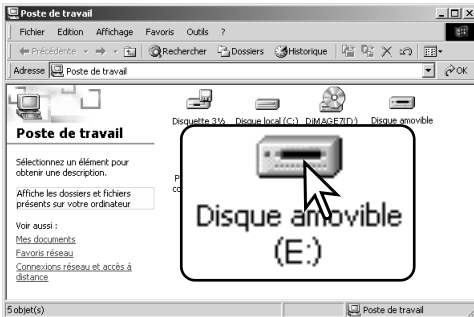 Poste de travail
Fichier Edition Affichage Favoris Outils ?
Précédente Rechercher Dossiers Historique
Adresse Poste de travail OK
Disquette 3½ Disque local (C:) DiMAGE7(D:) Disque amovible
Poste de travail
Sélectionnez un élément pour
obtenir une description.
Affiche les dossiers et fichiers
présents sur votre ordinateur
Voir aussi :
Mes documents
Favoris réseau
Connexions réseau et accès à
distance
Disque amovible
(E:)
5 objet(s) Poste de travail